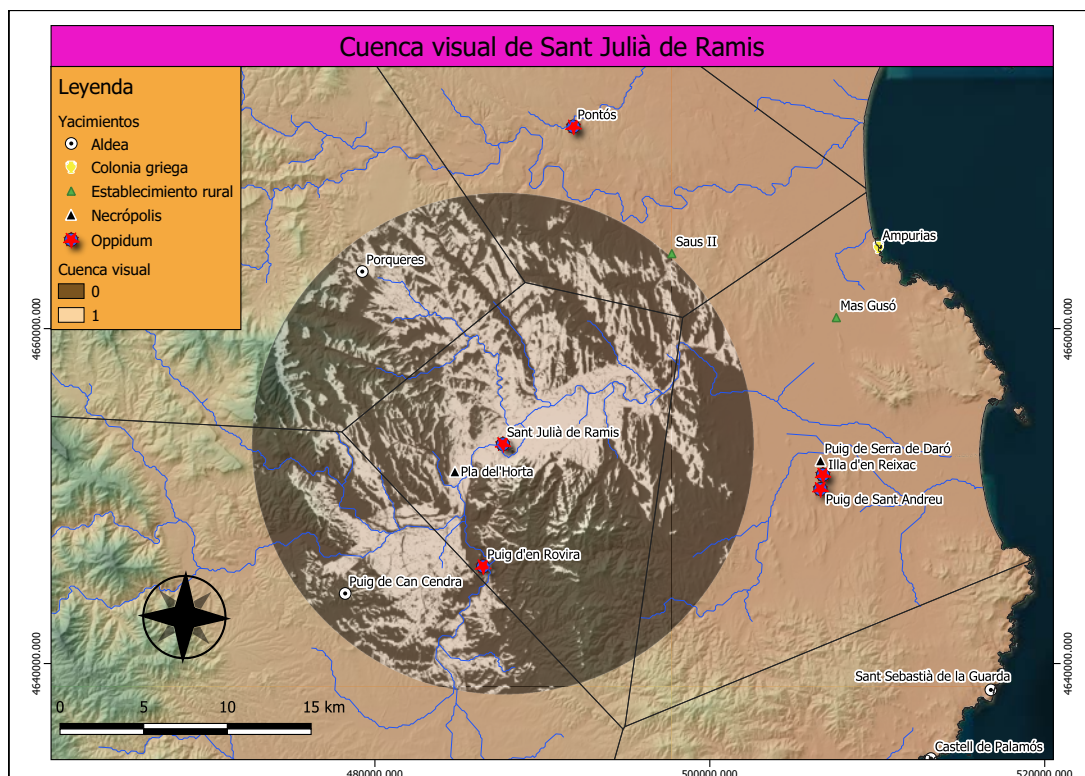 Cuenca visual de Sant Julià de Ramis
Leyenda
Yacimientos
Aldea
Colonia griega
Establecimiento rural
Necrópolis
Oppidum
Cuenca visual
0
1
Pontós
Saus II
Ampurias
Porqueres
Mas Gusó
4660000.000
4660000.000
Sant Julià de Ramis
Pla del'Horta
Puig de Serra de Daró
Illa d'en Reixac
Puig de Sant Andreu
Puig d'en Rovira
Puig de Can Cendra
4640000.000
4640000.000
Sant Sebastià de la Guarda
0 5 10 15 km
Castell de Palamós
480000.000 500000.000 520000.000